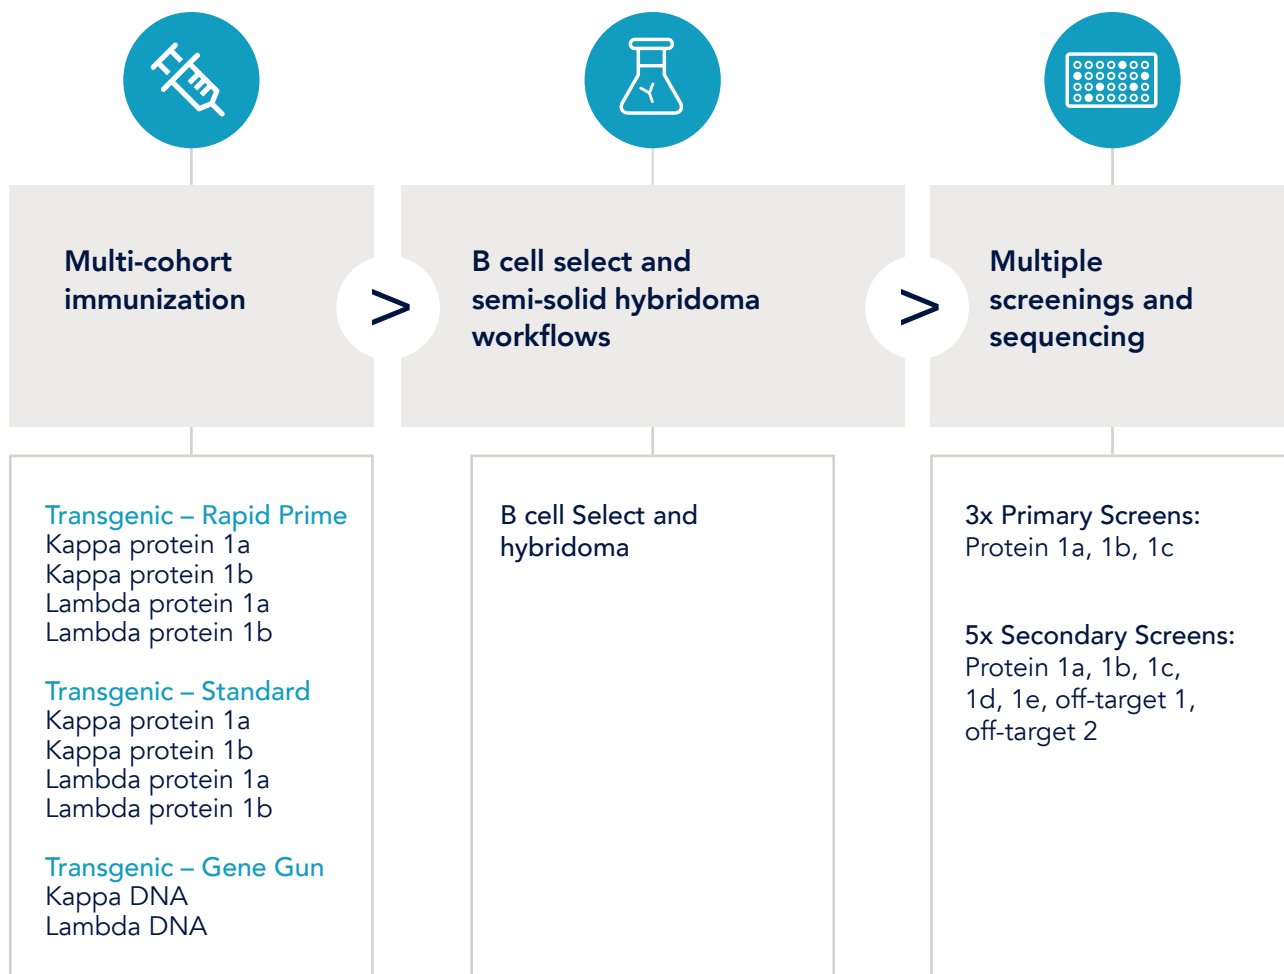 Multi-cohort
immunization
>
B cell select and
semi-solid hybridoma
workflows
>
Multiple
screenings and
sequencing
Transgenic – Rapid Prime
Kappa protein 1a
Kappa protein 1b
Lambda protein 1a
Lambda protein 1b
Transgenic – Standard
Kappa protein 1a
Kappa protein 1b
Lambda protein 1a
Lambda protein 1b
Transgenic – Gene Gun
Kappa DNA
Lambda DNA
B cell Select and
hybridoma
3x Primary Screens:
Protein 1a, 1b, 1c
5x Secondary Screens:
Protein 1a, 1b, 1c,
1d, 1e, off-target 1,
off-target 2